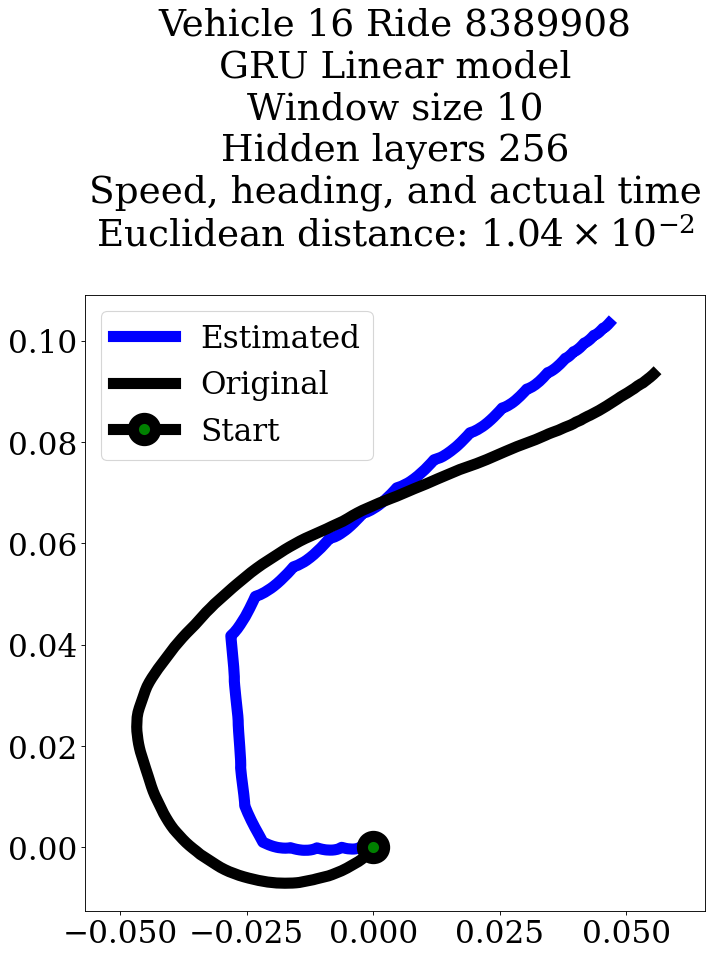 Vehicle 16 Ride 8389908
GRU Linear model
Window size 10
Hidden layers 256
Speed, heading, and actual time
Euclidean distance: 1.04 × 10⁻²
Estimated
Original
Start
0.10
0.08
0.06
0.04
0.02
0.00
−0.050 −0.025 0.000 0.025 0.050